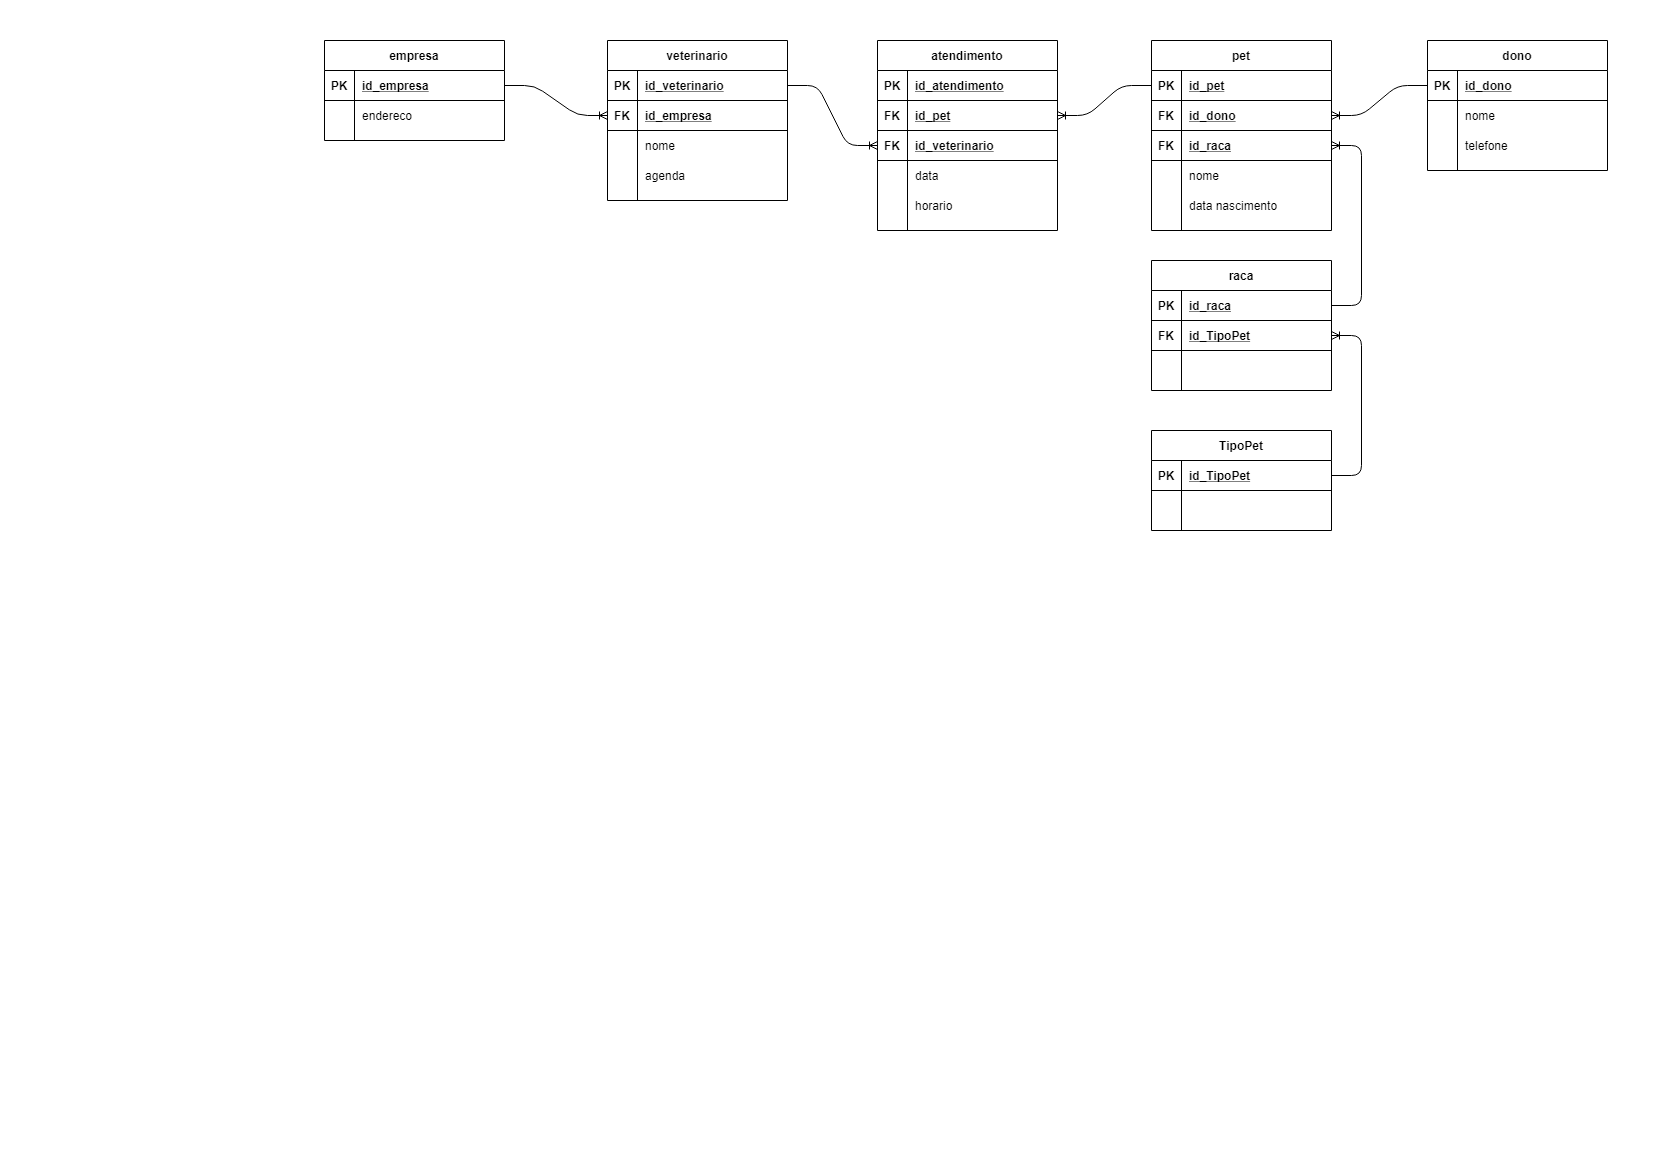 empresa
PK id_empresa
endereco
veterinario
PK id_veterinario
FK id_empresa
nome
agenda
atendimento
PK id_atendimento
FK id_pet
FK id_veterinario
data
horario
pet
PK id_pet
FK id_dono
FK id_raca
nome
data nascimento
dono
PK id_dono
nome
telefone
raca
PK id_raca
FK id_TipoPet
TipoPet
PK id_TipoPet